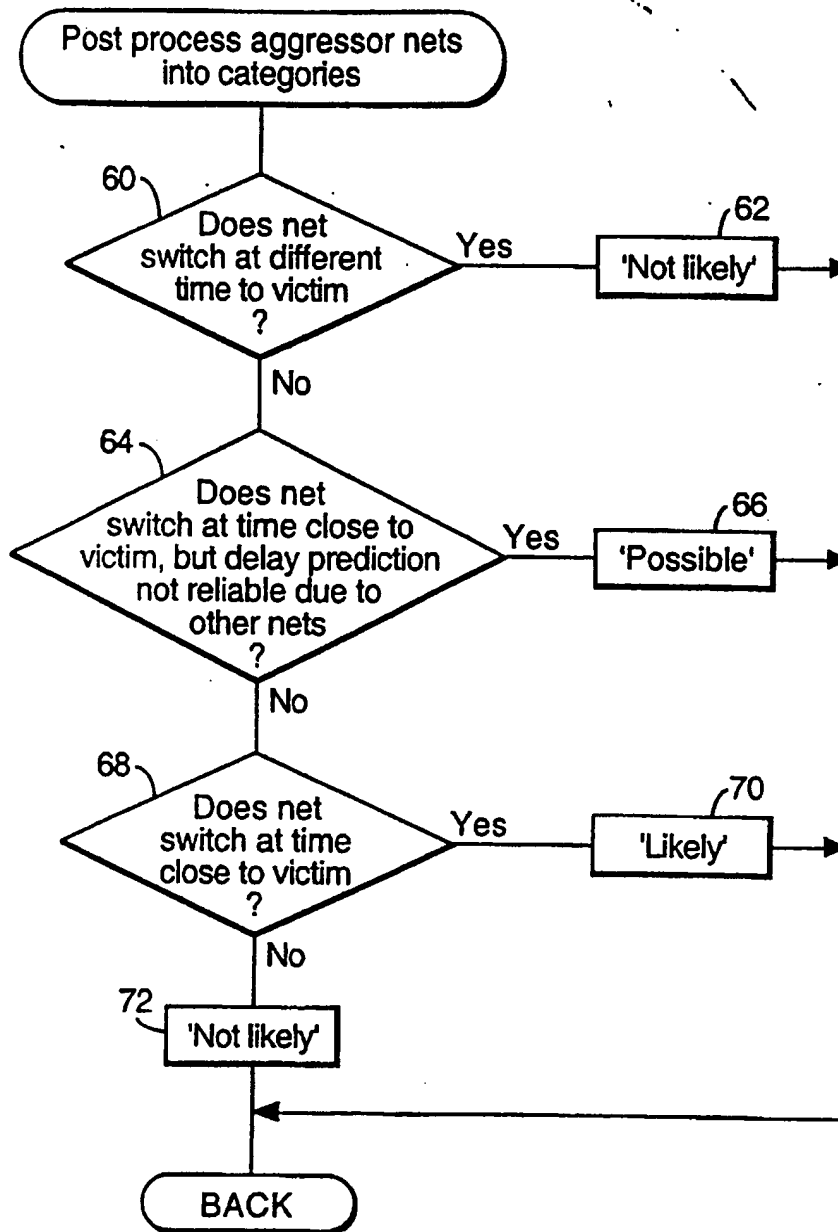 Post process aggressor nets
into categories
60
Does net
switch at different
time to victim
?
Yes
62
'Not likely'
No
64
Does net
switch at time close to
victim, but delay prediction
not reliable due to
other nets
?
Yes
66
'Possible'
No
68
Does net
switch at time
close to victim
?
Yes
70
'Likely'
No
72
'Not likely'
BACK